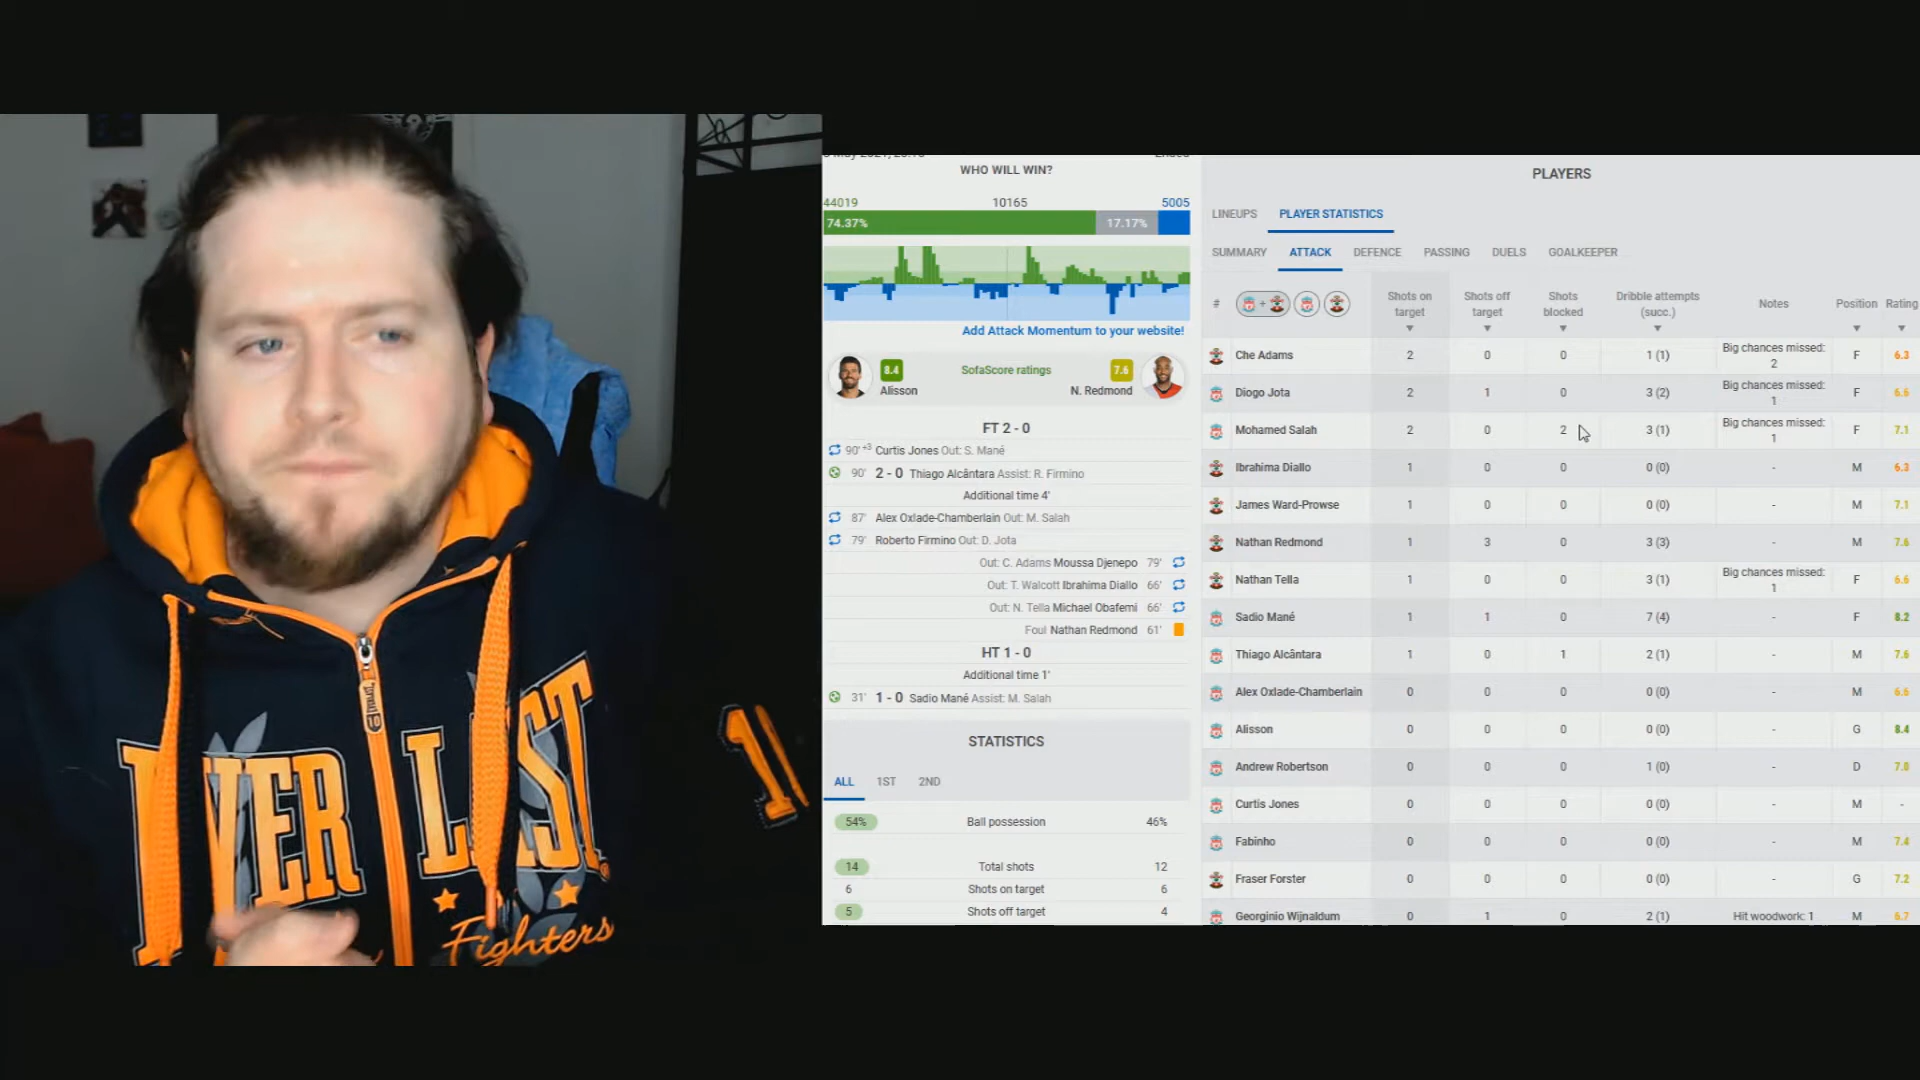 WHO WILL WIN?
44019 10165 5005
74.37% 17.17%
Add Attack Momentum to your website!
8.4 SofaScore ratings 7.6
Alisson N. Redmond
FT 2 - 0
90'+3 Curtis Jones Out: S. Mané
90' 2 - 0 Thiago Alcântara Assist: R. Firmino
Additional time 4'
87' Alex Oxlade-Chamberlain Out: M. Salah
79' Roberto Firmino Out: D. Jota
Out: C. Adams Moussa Djenepo 79'
Out: T. Walcott Ibrahima Diallo 66'
Out: N. Tella Michael Obafemi 66'
Foul Nathan Redmond 61'
HT 1 - 0
Additional time 1'
31' 1 - 0 Sadio Mané Assist: M. Salah
STATISTICS
ALL 1ST 2ND
54% Ball possession 46%
14 Total shots 12
6 Shots on target 6
5 Shots off target 4
PLAYERS
LINEUPS PLAYER STATISTICS
SUMMARY ATTACK DEFENCE PASSING DUELS GOALKEEPER
# + Shots on target Shots off target Shots blocked Dribble attempts (succ.) Notes Position Rating
Che Adams 2 0 0 1 (1) Big chances missed: 2 F 6.3
Diogo Jota 2 1 0 3 (2) Big chances missed: 1 F 6.6
Mohamed Salah 2 0 2 3 (1) Big chances missed: 1 F 7.1
Ibrahima Diallo 1 0 0 0 (0) - M 6.3
James Ward-Prowse 1 0 0 0 (0) - M 7.1
Nathan Redmond 1 3 0 3 (3) - M 7.6
Nathan Tella 1 0 0 3 (1) Big chances missed: 1 F 6.6
Sadio Mané 1 1 0 7 (4) - F 8.2
Thiago Alcântara 1 0 1 2 (1) - M 7.6
Alex Oxlade-Chamberlain 0 0 0 0 (0) - M 6.6
Alisson 0 0 0 0 (0) - G 8.4
Andrew Robertson 0 0 0 1 (0) - D 7.0
Curtis Jones 0 0 0 0 (0) - M -
Fabinho 0 0 0 0 (0) - M 7.4
Fraser Forster 0 0 0 0 (0) - G 7.2
Georginio Wijnaldum 0 1 0 2 (1) Hit woodwork: 1 M 6.7
Fighters